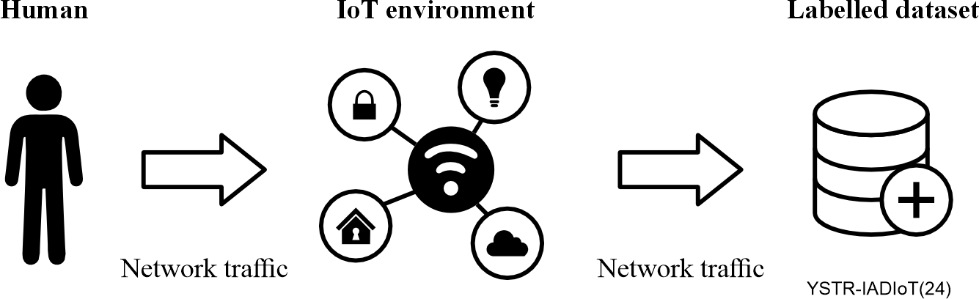 Human
IoT environment
Labelled dataset
Network traffic
Network traffic
YSTR-IADIoT(24)